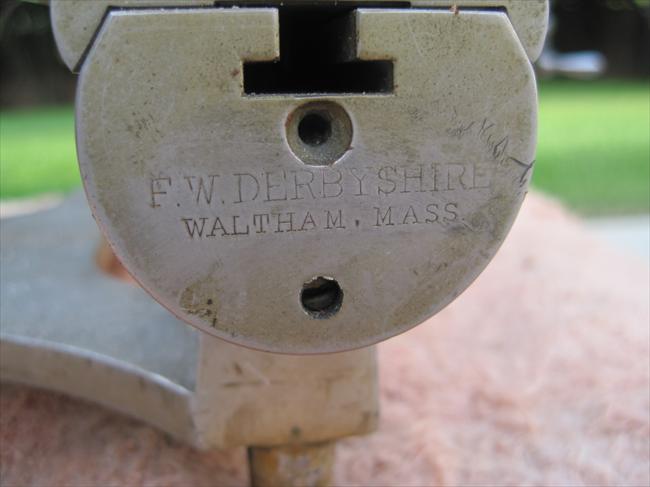 F.W. DERBYSHIRE
WALTHAM, MASS.